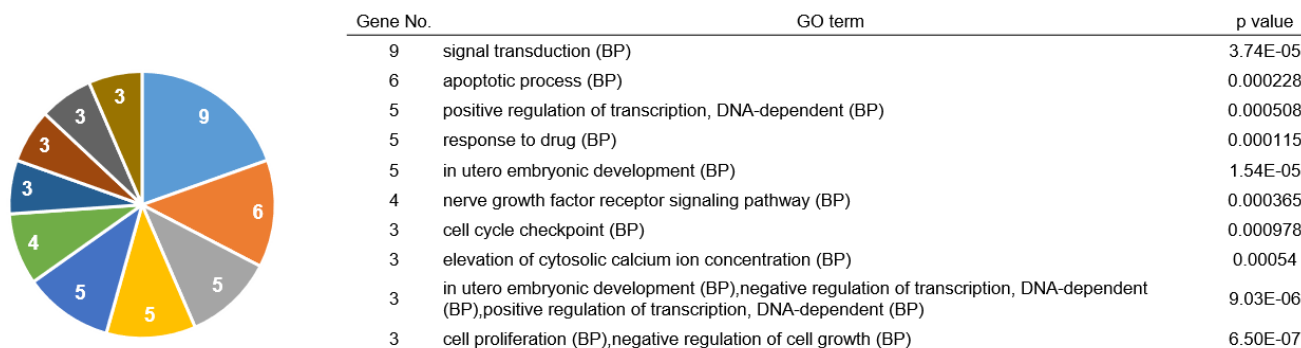 Gene No. GO term p value
9 signal transduction (BP) 3.74E-05
6 apoptotic process (BP) 0.000228
5 positive regulation of transcription, DNA-dependent (BP) 0.000508
5 response to drug (BP) 0.000115
5 in utero embryonic development (BP) 1.54E-05
4 nerve growth factor receptor signaling pathway (BP) 0.000365
3 cell cycle checkpoint (BP) 0.000978
3 elevation of cytosolic calcium ion concentration (BP) 0.00054
3 in utero embryonic development (BP),negative regulation of transcription, DNA-dependent
(BP),positive regulation of transcription, DNA-dependent (BP) 9.03E-06
3 cell proliferation (BP),negative regulation of cell growth (BP) 6.50E-07
9
6
5
5
5
4
3
3
3
3